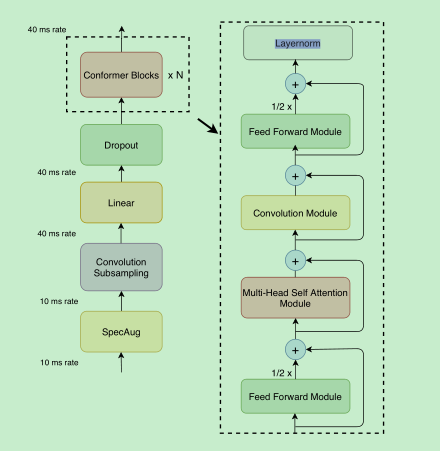 40 ms rate
Conformer Blocks
x N
Dropout
40 ms rate
Linear
40 ms rate
Convolution
Subsampling
10 ms rate
SpecAug
10 ms rate
Layernorm
+
1/2 x
Feed Forward Module
+
Convolution Module
+
Multi-Head Self Attention
Module
+
1/2 x
Feed Forward Module